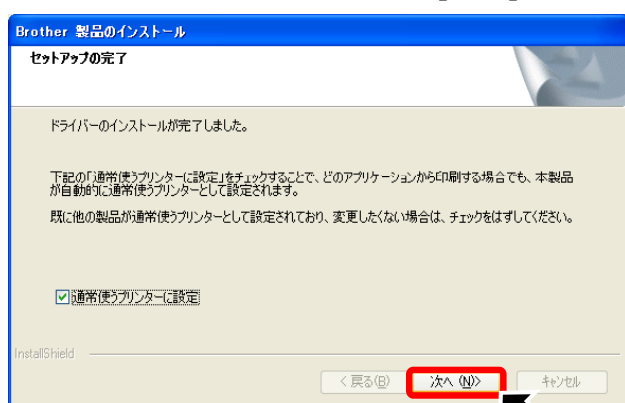 Brother 製品のインストール
セットアップの完了
ドライバーのインストールが完了しました。
下記の「通常使うプリンターに設定」をチェックすることで、どのアプリケーションから印刷する場合でも、本製品
が自動的に通常使うプリンターとして設定されます。
既に他の製品が通常使うプリンターとして設定されており、変更したくない場合は、チェックをはずしてください。
通常使うプリンターに設定
InstallShield
< 戻る(B) 次へ (N)> キャンセル